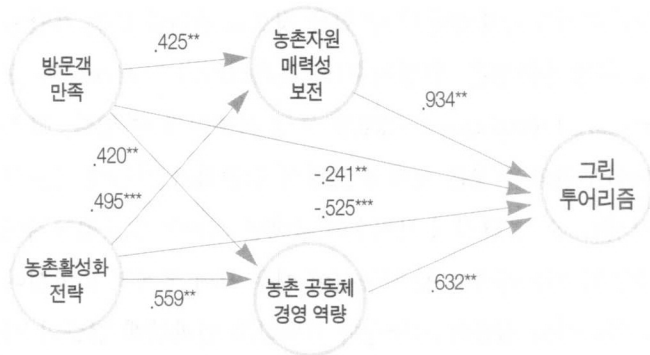 .425**
농촌자원
매력성
보전
방문객
만족
.934**
.420**
-.241**
그린
투어리즘
.495***
-.525***
농촌활성화
전략
.559**
농촌 공동체
경영 역량
.632**